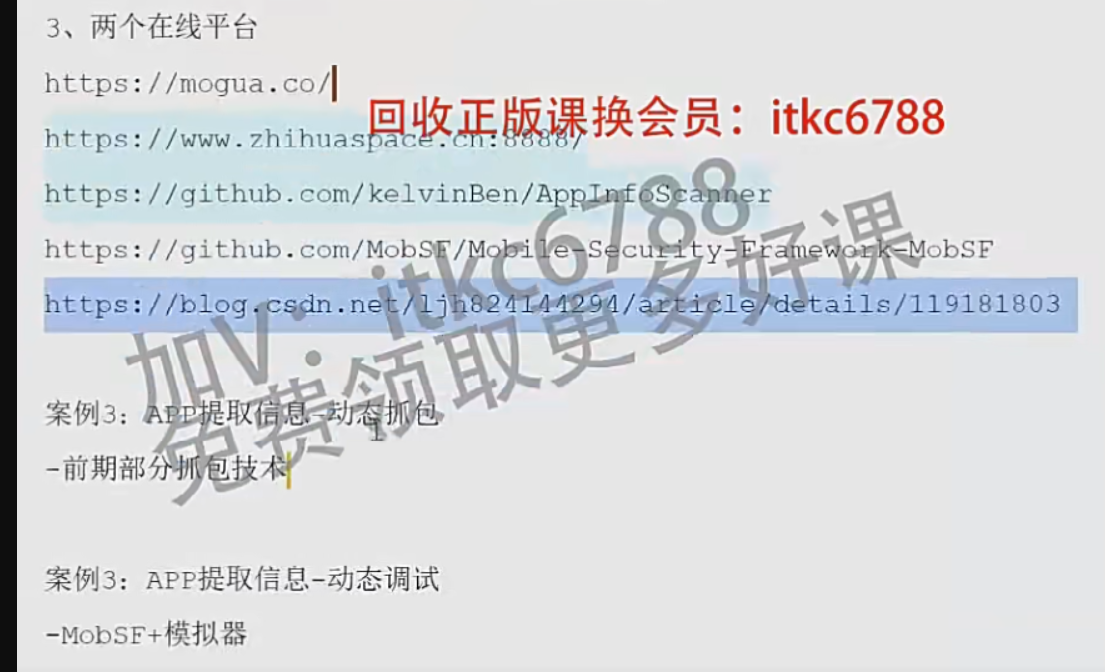 3、两个在线平台
https://mogua.co/
回收正版课换会员：itkc6788
https://www.zhihuaspace.cn:8888/
https://github.com/kelvinBen/AppInfoScanner
https://github.com/MobSF/Mobile-Security-Framework-MobSF
https://blog.csdn.net/ljh824144294/article/details/119181803
加V：itkc6788
免费领取更多好课
案例3：APP提取信息-动态抓包
-前期部分抓包技术
案例3：APP提取信息-动态调试
-MobSF+模拟器